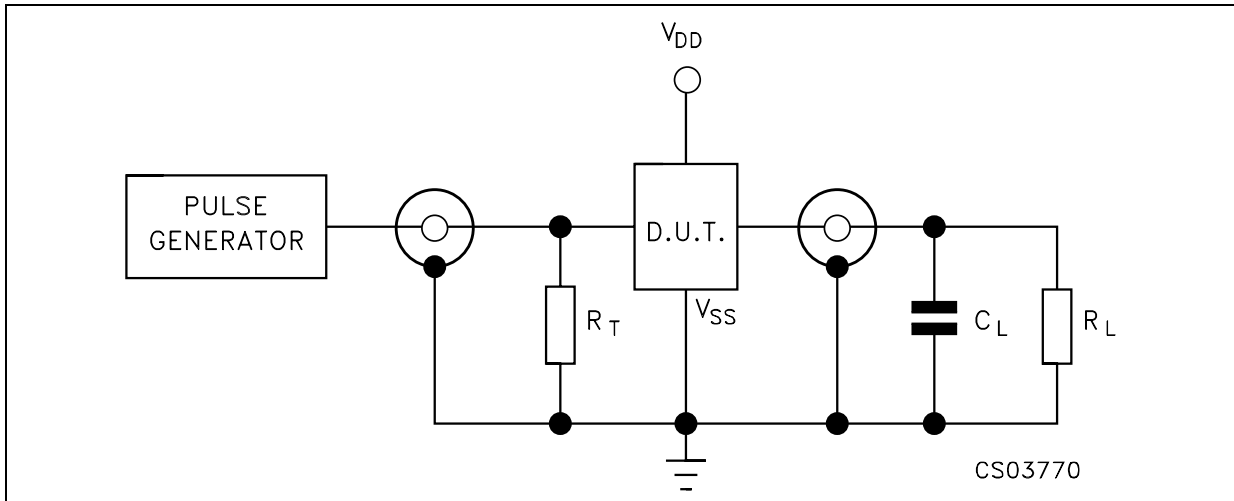 VDD
PULSE
GENERATOR
D.U.T.
VSS
RT
CL
RL
CS03770